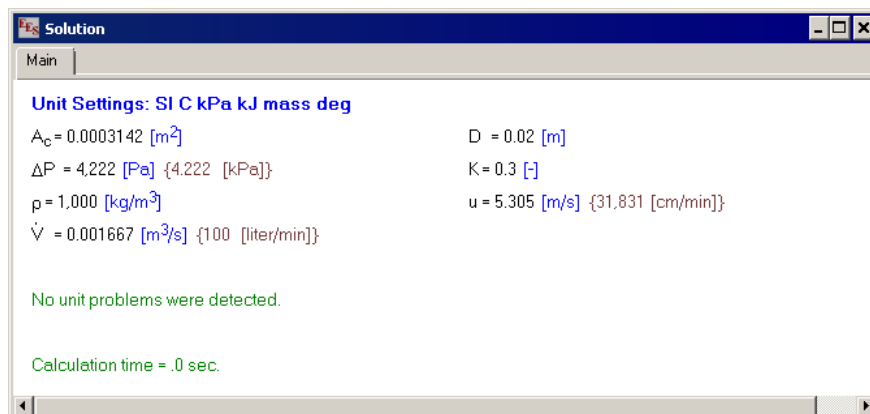 EES Solution
Main
Unit Settings: SI C kPa kJ mass deg
Ac = 0.0003142 [m2]
D = 0.02 [m]
ΔP = 4,222 [Pa] {4.222 [kPa]}
K = 0.3 [-]
ρ = 1,000 [kg/m3]
u = 5.305 [m/s] {31,831 [cm/min]}
V̇ = 0.001667 [m3/s] {100 [liter/min]}
No unit problems were detected.
Calculation time = .0 sec.